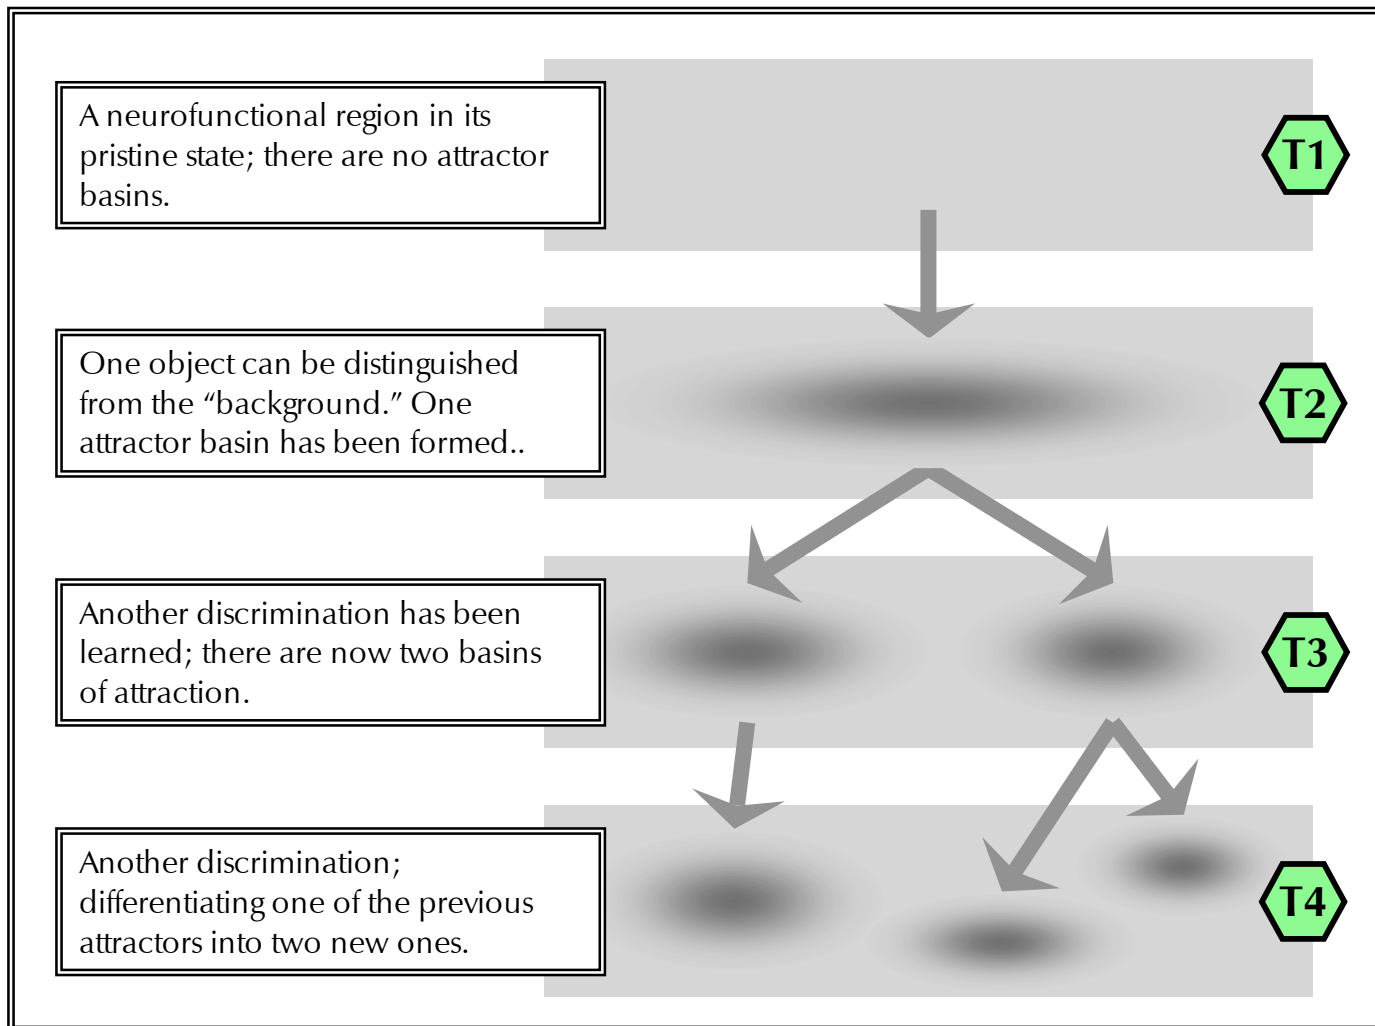 A neurofunctional region in its
pristine state; there are no attractor
basins.
T1
One object can be distinguished
from the “background.” One
attractor basin has been formed..
T2
Another discrimination has been
learned; there are now two basins
of attraction.
T3
Another discrimination;
differentiating one of the previous
attractors into two new ones.
T4